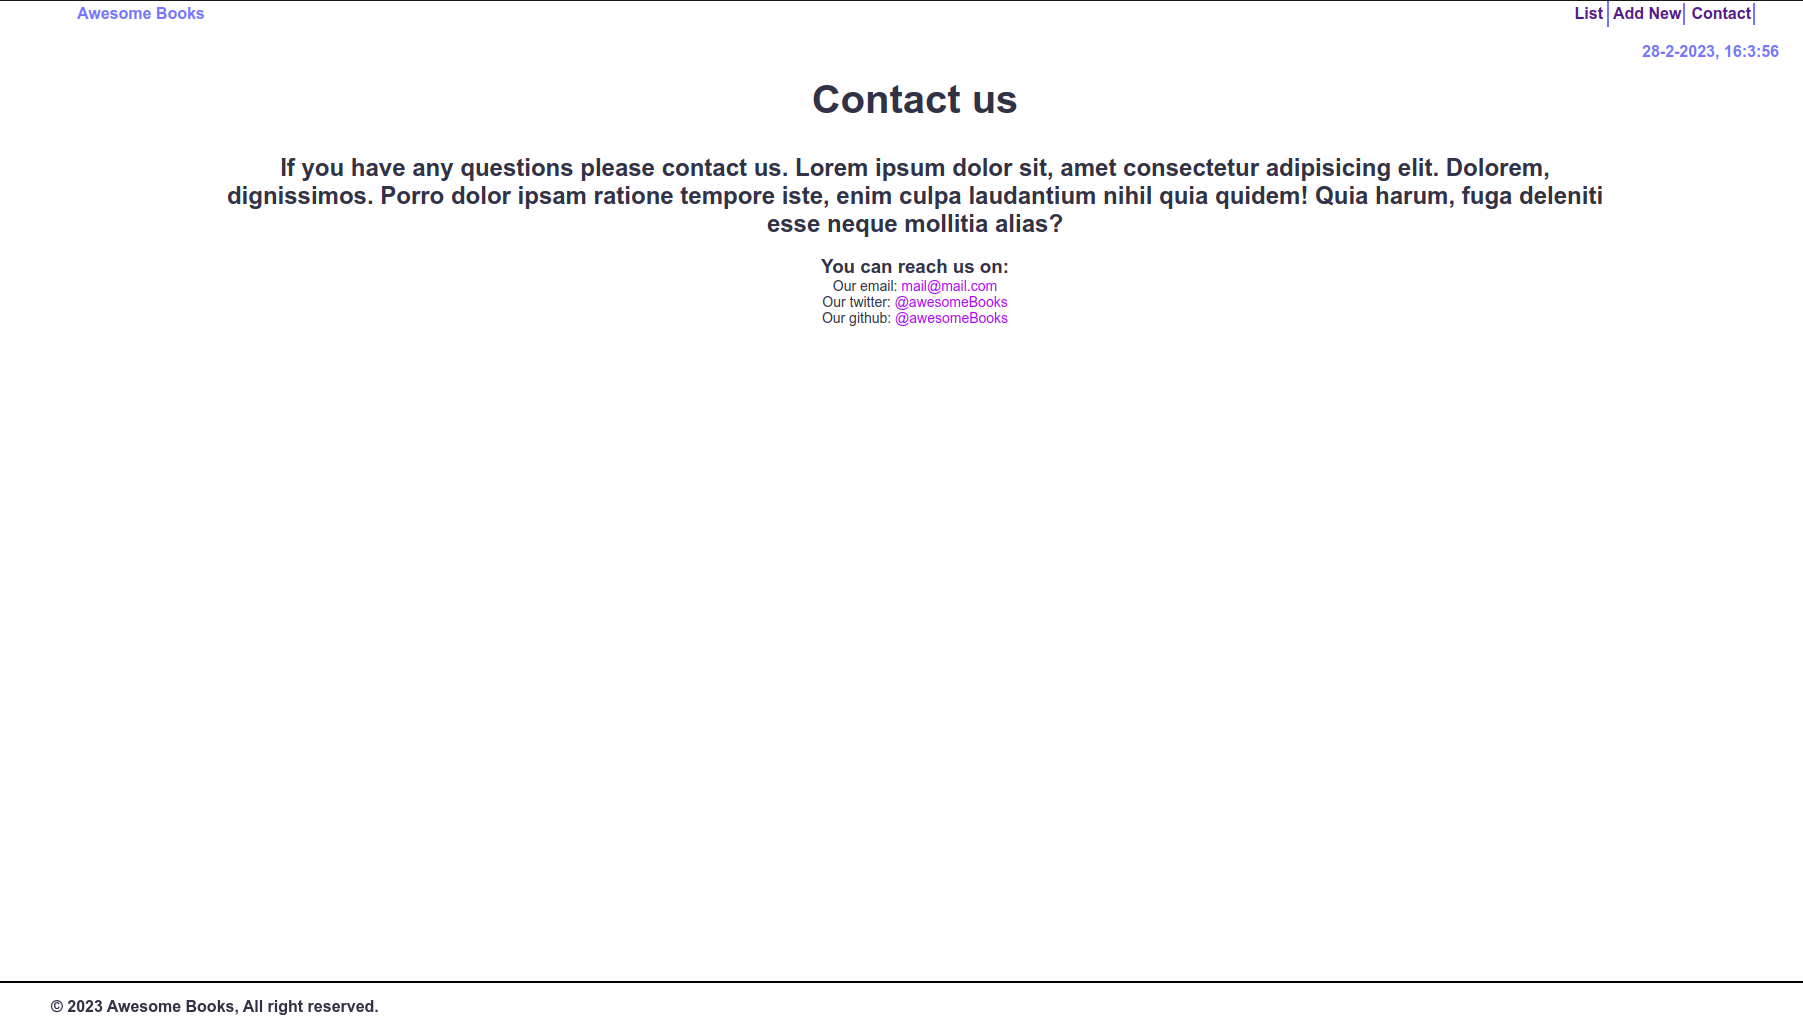 Awesome Books
List
Add New
Contact
28-2-2023, 16:3:56
Contact us
If you have any questions please contact us. Lorem ipsum dolor sit, amet consectetur adipisicing elit. Dolorem,
dignissimos. Porro dolor ipsam ratione tempore iste, enim culpa laudantium nihil quia quidem! Quia harum, fuga deleniti
esse neque mollitia alias?
You can reach us on:
Our email: mail@mail.com
Our twitter: @awesomeBooks
Our github: @awesomeBooks
© 2023 Awesome Books, All right reserved.